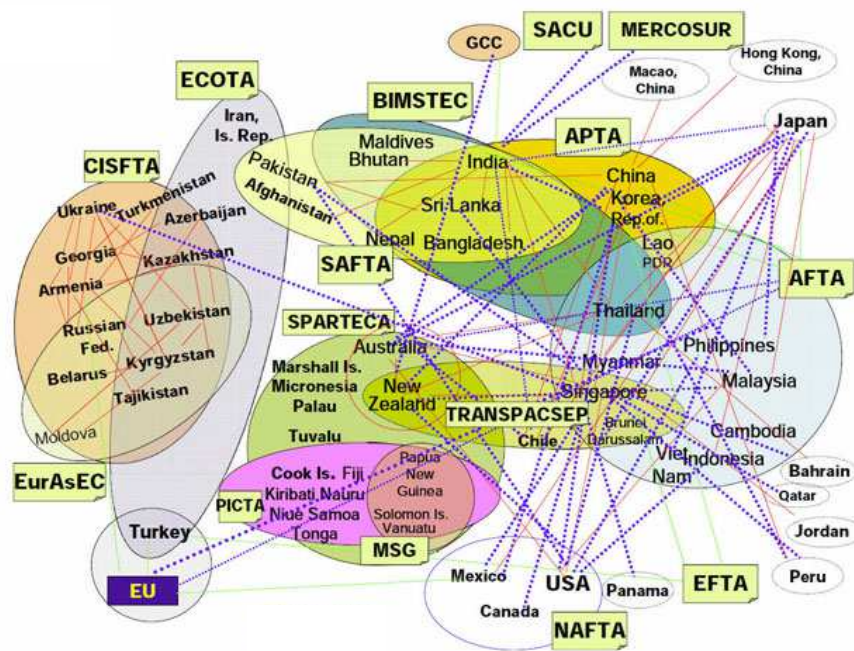 SACU
MERCOSUR
GCC
Hong Kong,
China
Macao,
China
ECOTA
BIMSTEC
Iran,
Is. Rep.
APTA
Japan
Maldives
Bhutan
India
CISFTA
Pakistan
China
Turkmenistan
Afghanistan
Korea
Rep.of.
Ukraine
Azerbaijan
Sri Lanka
Nepal
Bangladesh
Lao
PDR
Georgia
Kazakhstan
SAFTA
AFTA
Armenia
Uzbekistan
Thailand
Russian
Fed.
SPARTECA
Australia
Myanmar
Philippines
Kyrgyzstan
Marshall Is.
Micronesia
Palau
Belarus
New
Zealand
Singapore
Malaysia
Tajikistan
TRANSPACSEP
Tuvalu
Chile
Brunei
Darussalam
Cambodia
Moldova
Viet
Nam
Indonesia
EurAsEC
PICTA
Cook Is. Fiji
Kiribati Nauru
Niue Samoa
Tonga
Papua
New
Guinea
Solomon Is.
Vanuatu
Bahrain
Qatar
Turkey
MSG
Jordan
EU
Mexico
USA
Panama
EFTA
Peru
Canada
NAFTA